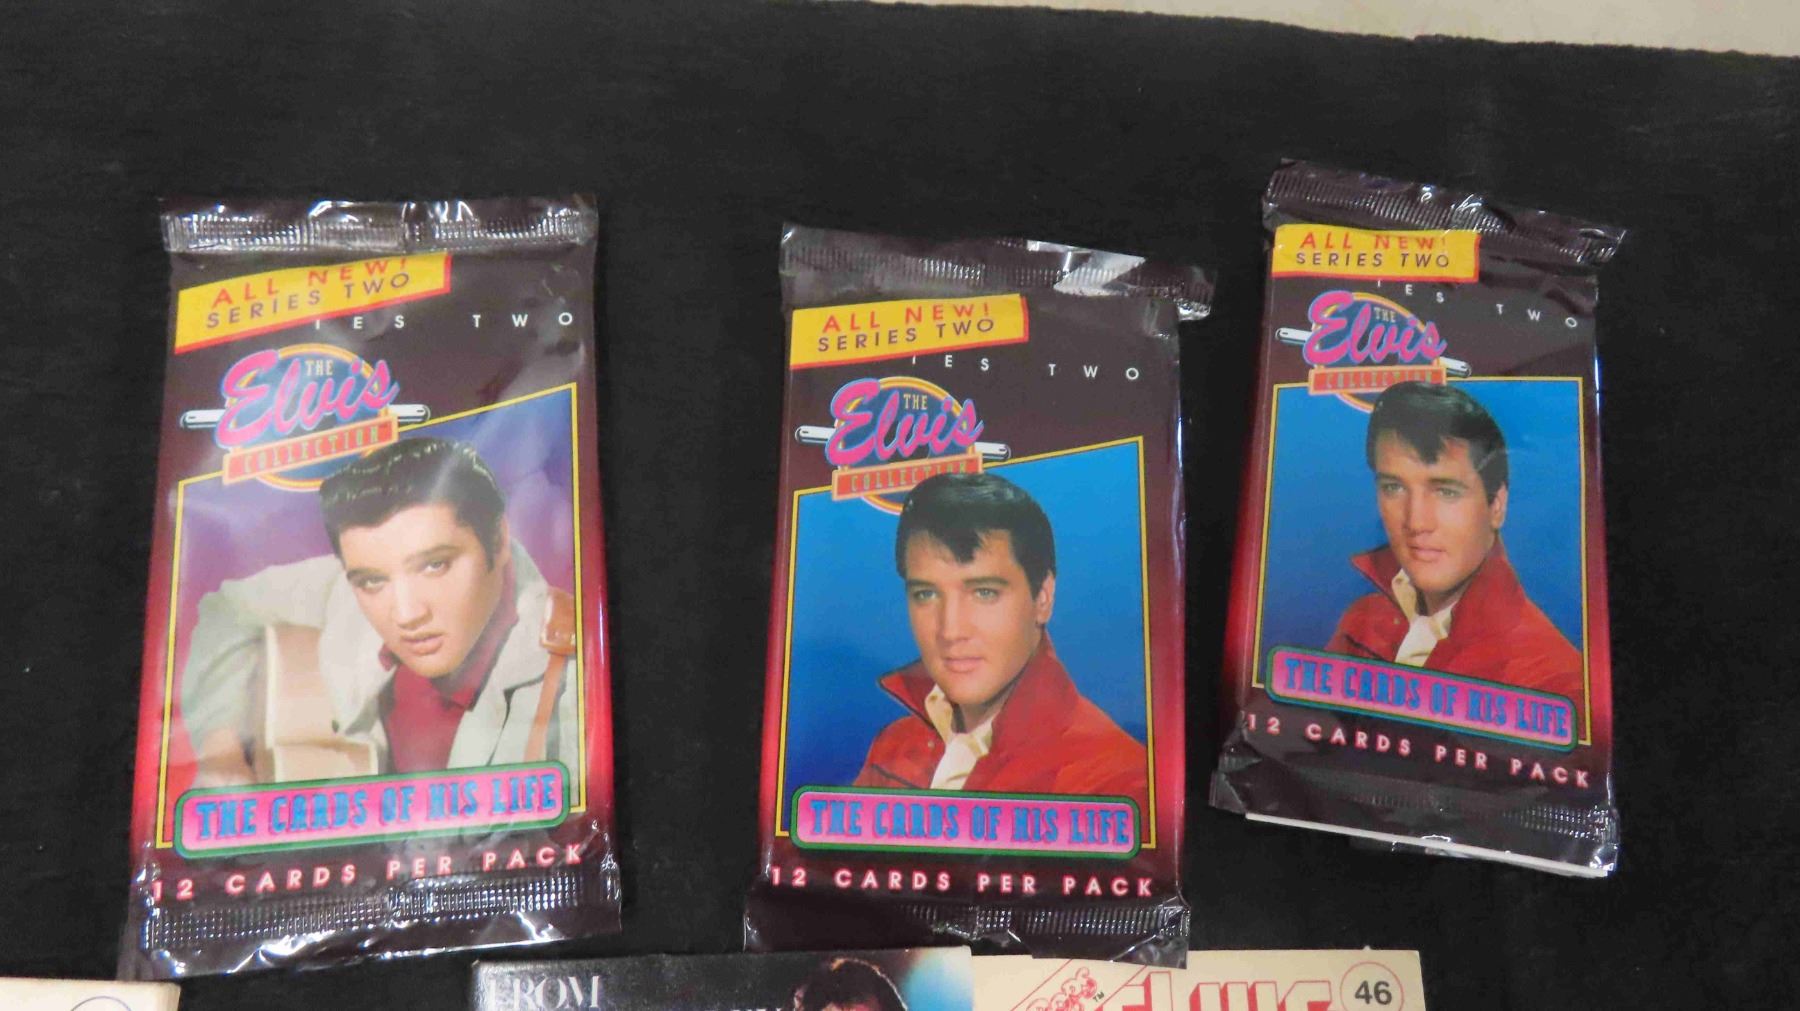 ALL NEW!
SERIES TWO
IES TWO
THE
Elvis
COLLECTION
THE CARDS OF HIS LIFE
12 CARDS PER PACK
ALL NEW!
SERIES TWO
IES TWO
THE
Elvis
COLLECTION
THE CARDS OF HIS LIFE
12 CARDS PER PACK
ALL NEW!
SERIES TWO
IES TWO
THE
Elvis
COLLECTION
THE CARDS OF HIS LIFE
12 CARDS PER PACK
FROM
ELVIS
46